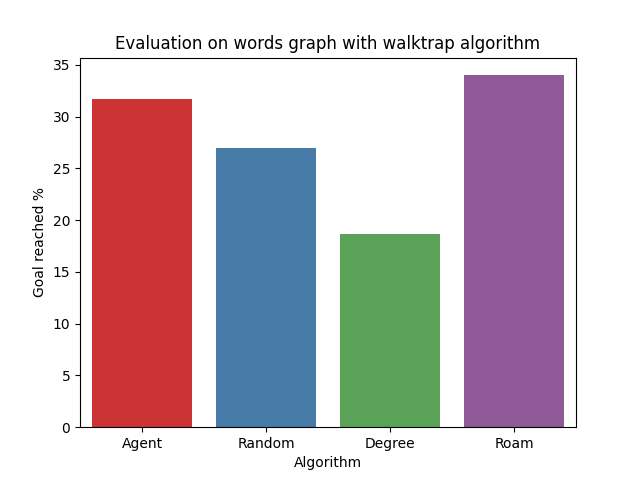 Evaluation on words graph with walktrap algorithm
35
30
25
20
15
10
5
0
Goal reached %
Agent Random Degree Roam
Algorithm